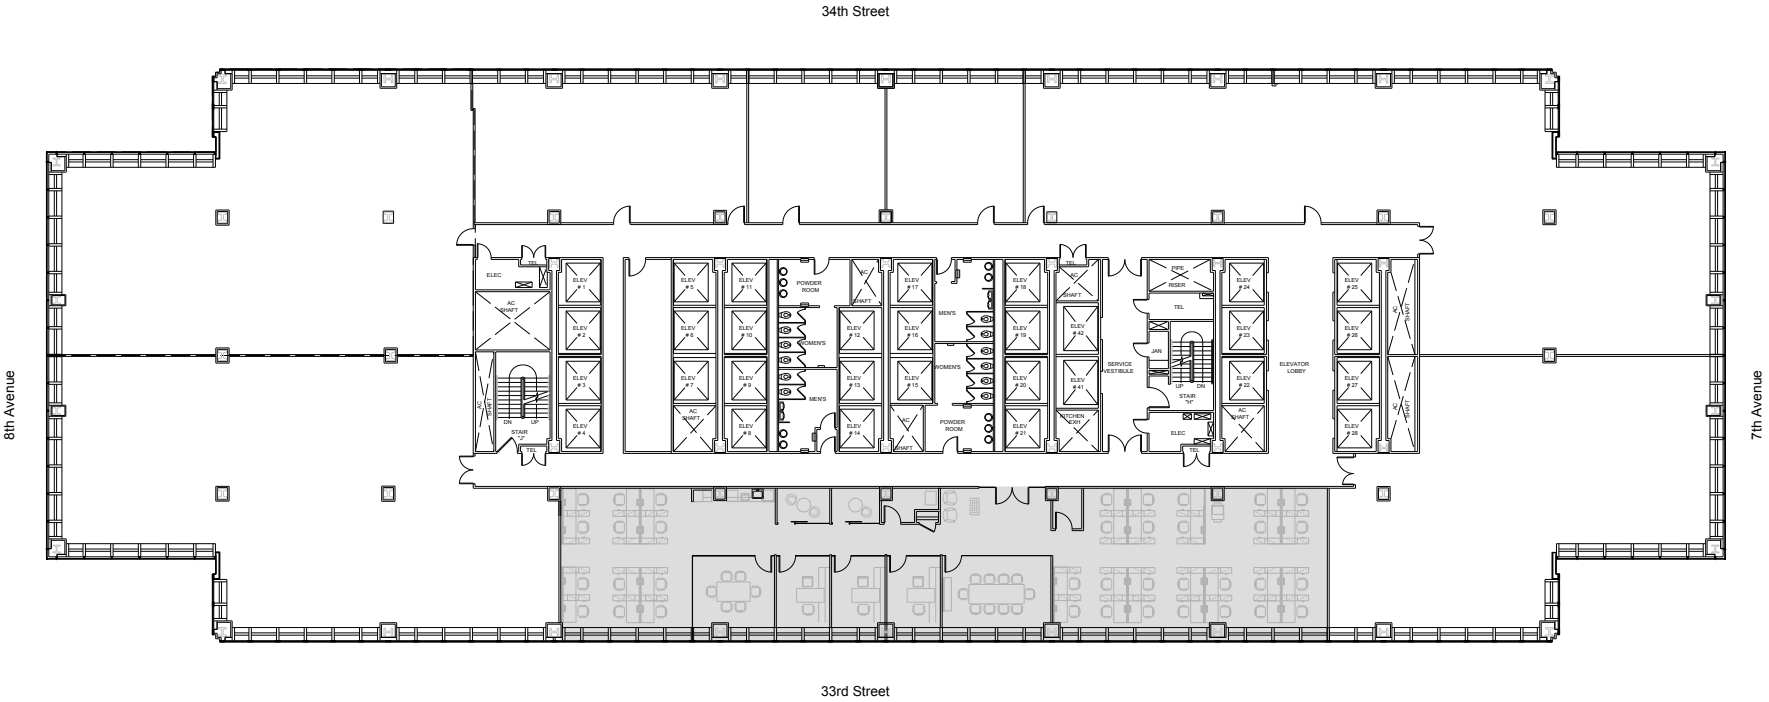 34th Street
8th Avenue
7th Avenue
TEL
ELEC
AC
SHAFT
ELEV
# 1
ELEV
# 2
ELEV
# 3
ELEV
# 4
AC
SHAFT
DN
UP
STAIR
"J"
TEL
ELEV
# 5
ELEV
# 6
ELEV
# 7
AC
SHAFT
ELEV
# 11
ELEV
# 10
ELEV
# 9
ELEV
# 8
POWDER
ROOM
WOMEN'S
MEN'S
AC
SHAFT
ELEV
# 12
ELEV
# 13
ELEV
# 14
ELEV
# 17
ELEV
# 16
ELEV
# 15
AC
SHAFT
MEN'S
WOMEN'S
POWDER
ROOM
ELEV
# 18
ELEV
# 19
ELEV
# 20
ELEV
# 21
TEL
AC
SHAFT
ELEV
# 42
ELEV
# 41
KITCHEN
EXH
SERVICE
VESTIBULE
PIPE
RISER
TEL
JAN
UP
DN
STAIR
"H"
ELEC
TEL
ELEV
# 24
ELEV
# 23
ELEV
# 22
AC
SHAFT
ELEVATOR
LOBBY
ELEV
# 25
ELEV
# 26
ELEV
# 27
ELEV
# 28
AC
SHAFT
AC
SHAFT
33rd Street